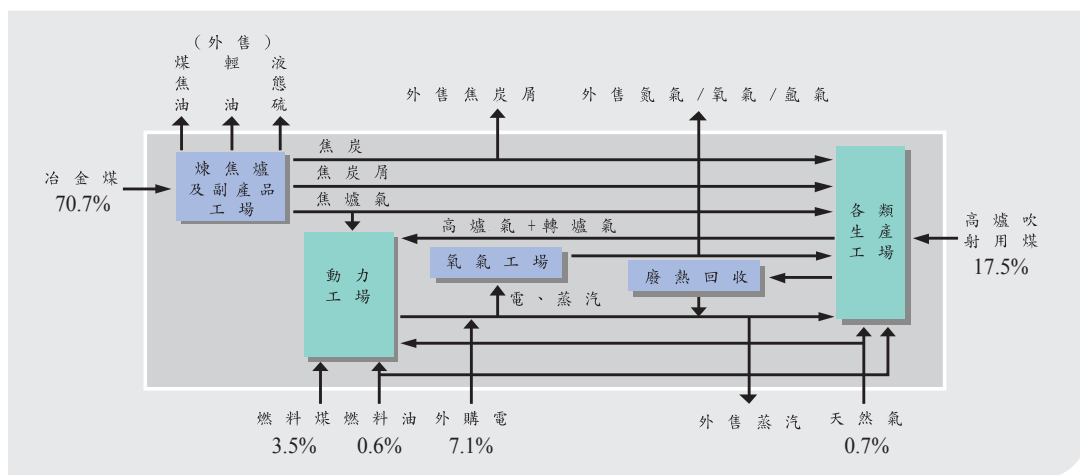 (外售)
煤焦油
輕油
液態硫
外售焦炭屑
外售氮氣/氧氣/氬氣
冶金煤
70.7%
煉焦爐
及副產品
工場
焦炭
焦炭屑
焦爐氣
高爐氣+轉爐氣
各類
生產
工場
高爐吹
射用煤
17.5%
動力
工場
氧氣工場
廢熱回收
電、蒸汽
燃料煤
3.5%
燃料油
0.6%
外購電
7.1%
外售蒸汽
天然氣
0.7%